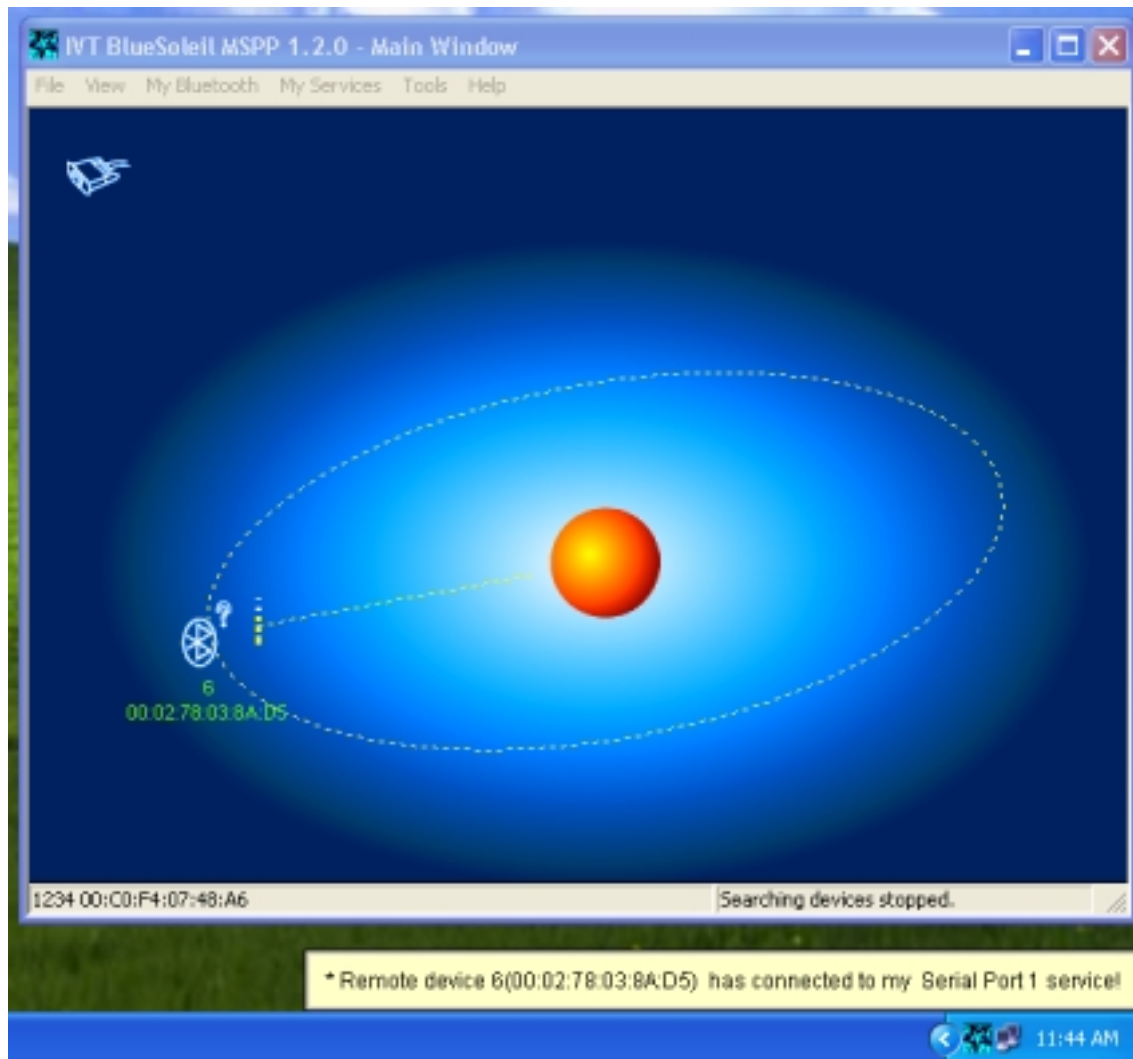 IVT BlueSoleil MSPP 1.2.0 - Main Window
File View My Bluetooth My Services Tools Help
?
6
00:02:78:03:8A:D5
1234 00:C0:F4:07:48:A6
Searching devices stopped.
* Remote device 6(00:02:78:03:8A:D5) has connected to my Serial Port 1 service!
11:44 AM